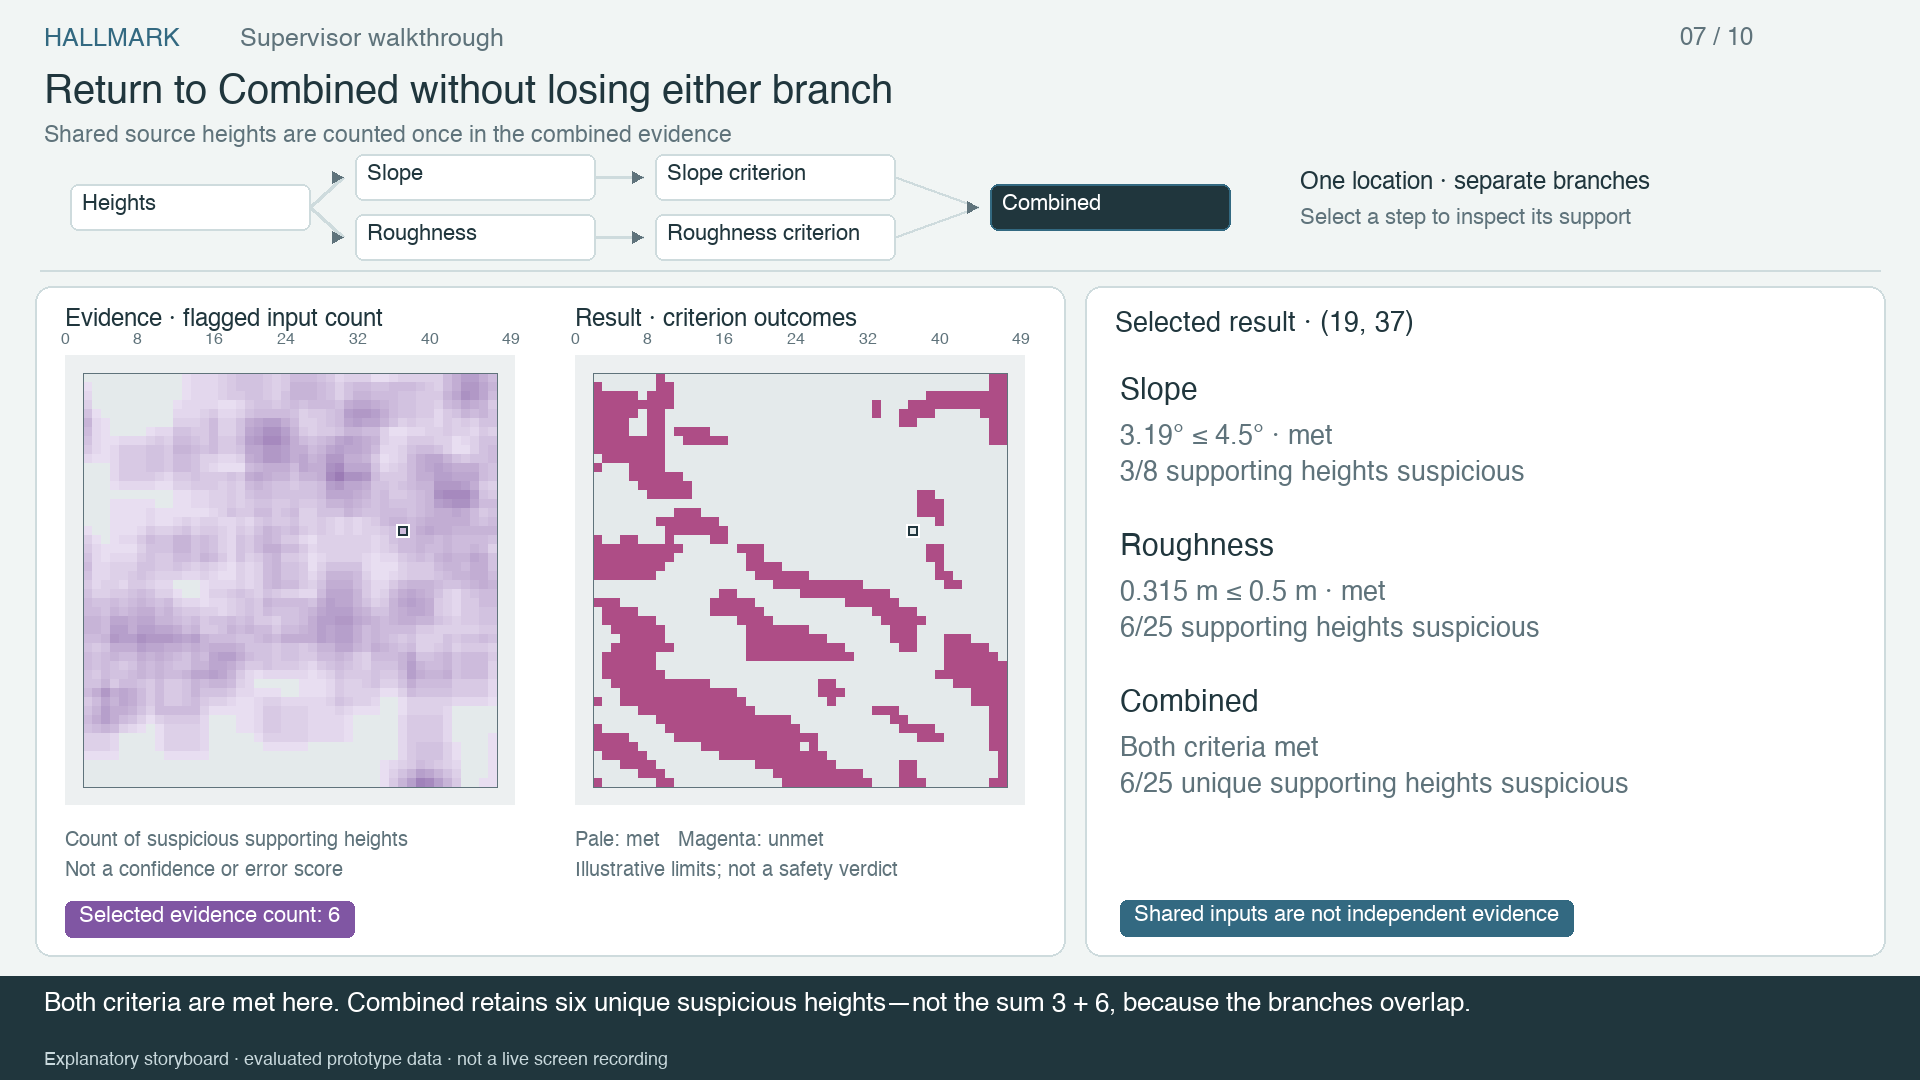 HALLMARK Supervisor walkthrough 07 / 10
Return to Combined without losing either branch
Shared source heights are counted once in the combined evidence
Heights
Slope
Slope criterion
Roughness
Roughness criterion
Combined
One location · separate branches
Select a step to inspect its support
Evidence · flagged input count
0 8 16 24 32 40 49
Result · criterion outcomes
0 8 16 24 32 40 49
Count of suspicious supporting heights
Not a confidence or error score
Selected evidence count: 6
Pale: met Magenta: unmet
Illustrative limits; not a safety verdict
Selected result · (19, 37)
Slope
3.19° ≤ 4.5° · met
3/8 supporting heights suspicious
Roughness
0.315 m ≤ 0.5 m · met
6/25 supporting heights suspicious
Combined
Both criteria met
6/25 unique supporting heights suspicious
Shared inputs are not independent evidence
Both criteria are met here. Combined retains six unique suspicious heights—not the sum 3 + 6, because the branches overlap.
Explanatory storyboard · evaluated prototype data · not a live screen recording